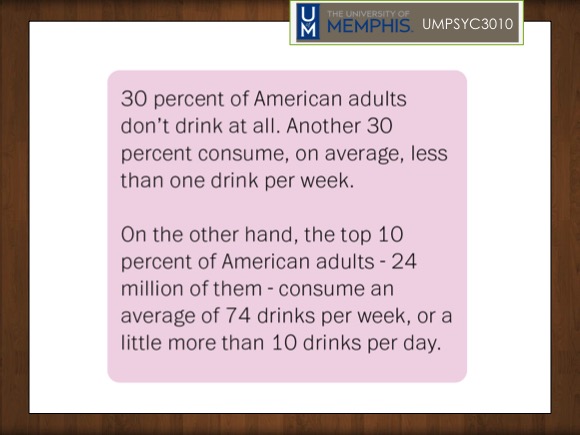 THE UNIVERSITY OF
MEMPHIS.
UM
UMPSYC3010
30 percent of American adults
don't drink at all. Another 30
percent consume, on average, less
than one drink per week.
On the other hand, the top 10
percent of American adults - 24
million of them - consume an
average of 74 drinks per week, or a
little more than 10 drinks per day.